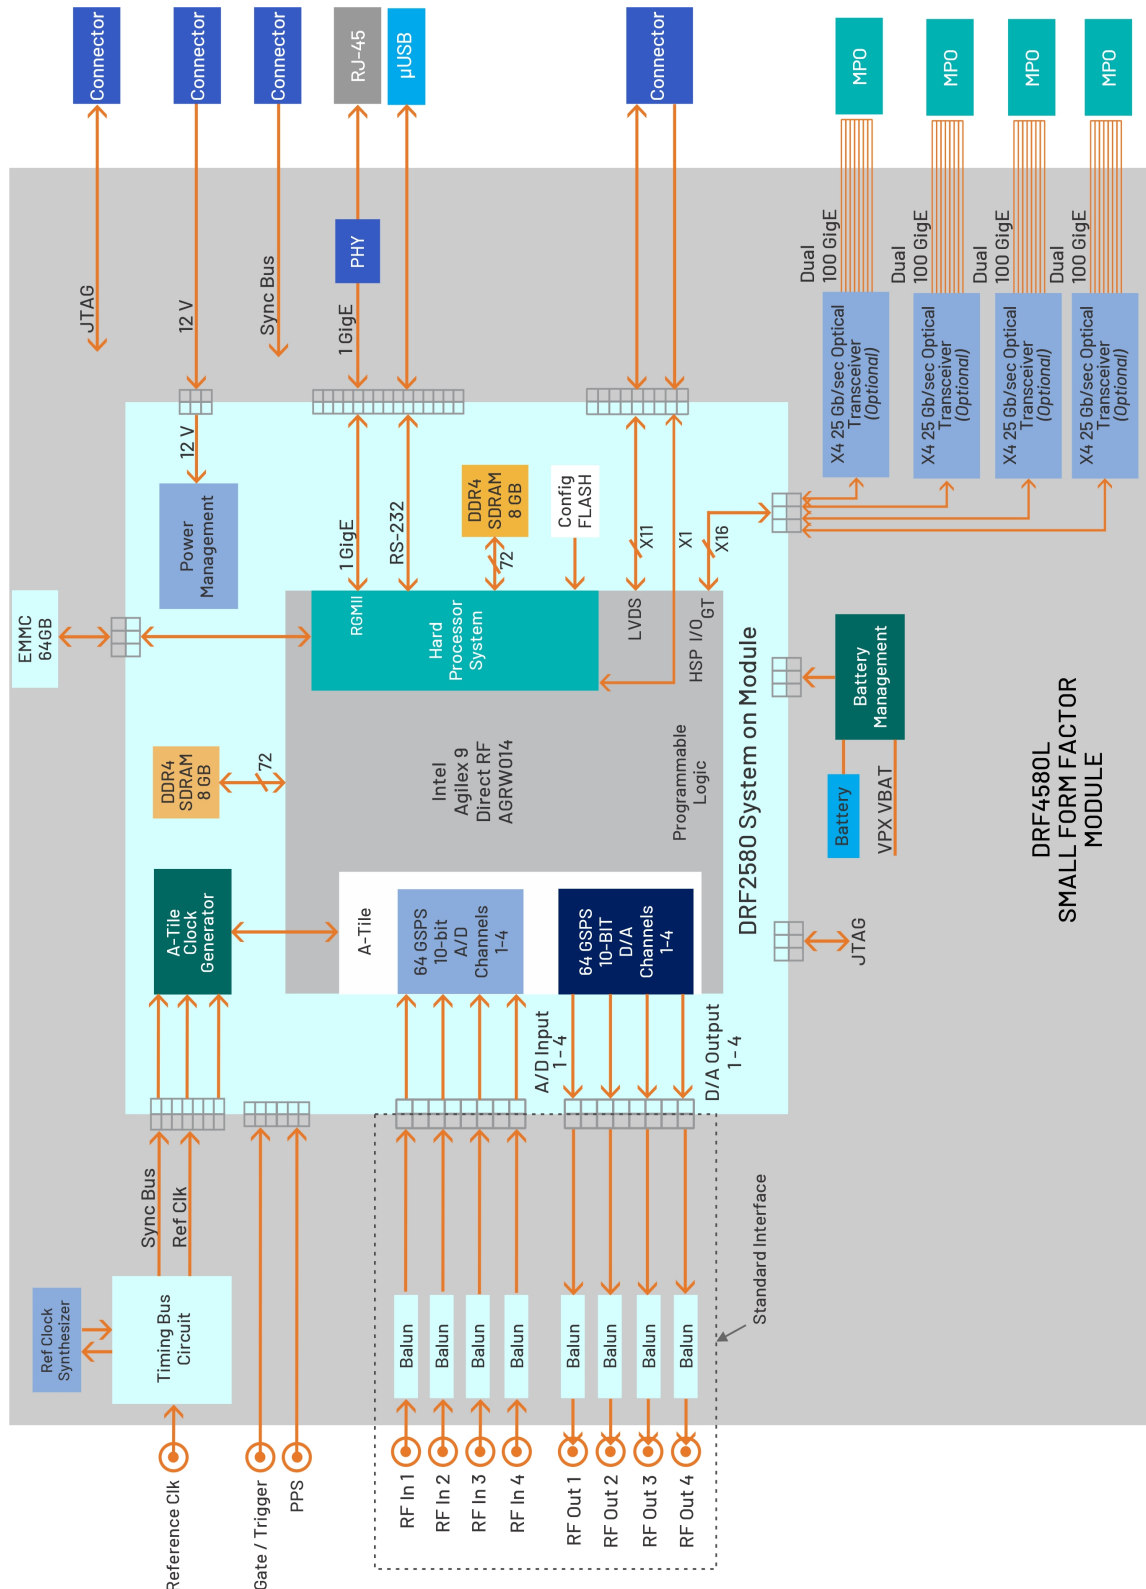 Connector
Connector
Connector
RJ-45
µUSB
Connector
MPO
MPO
MPO
MPO
JTAG
12 V
Sync Bus
PHY
1 GigE
Dual
100 GigE
Dual
100 GigE
Dual
100 GigE
Dual
100 GigE
X4 25 Gb/sec Optical
Transceiver
(Optional)
X4 25 Gb/sec Optical
Transceiver
(Optional)
X4 25 Gb/sec Optical
Transceiver
(Optional)
X4 25 Gb/sec Optical
Transceiver
(Optional)
12 V
Power
Management
1 GigE
RS-232
DDR4
SDRAM
8 GB
72
Config
FLASH
X11
X1
X16
EMMC
64GB
RGMII
Hard
Processor
System
LVDS
HSP I/O
GT
DDR4
SDRAM
8 GB
72
Intel
Agilex 9
Direct RF
AGRW014
Programmable
Logic
DRF2580 System on Module
Battery
Management
Battery
VPX VBAT
DRF4580L
SMALL FORM FACTOR
MODULE
A-Tile
Clock
Generator
A-Tile
64 GSPS
10-bit
A/D
Channels
1-4
64 GSPS
10-BIT
D/A
Channels
1-4
JTAG
A/D Input
1 - 4
D/A Output
1 - 4
Sync Bus
Ref Clk
Ref Clock
Synthesizer
Timing Bus
Circuit
Balun
Balun
Balun
Balun
Balun
Balun
Balun
Balun
Standard Interface
Reference Clk
Gate / Trigger
PPS
RF In 1
RF In 2
RF In 3
RF In 4
RF Out 1
RF Out 2
RF Out 3
RF Out 4